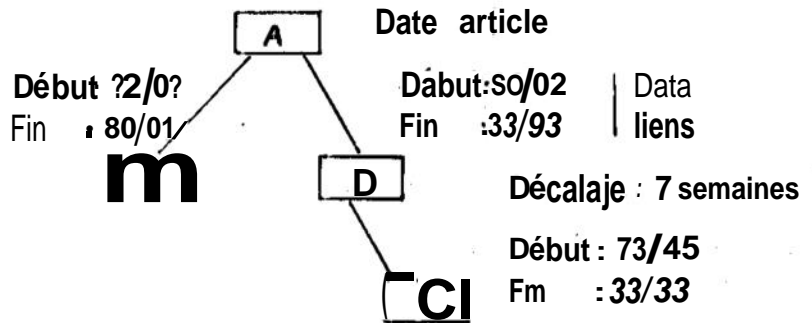 A Date article
Début ?2/0? Dabut:SO/02 Data
Fin : 80/01 Fin :33/93 liens
m D
Décalaje : 7 semaines
Début : 73/45
Cl Fm : 33/33